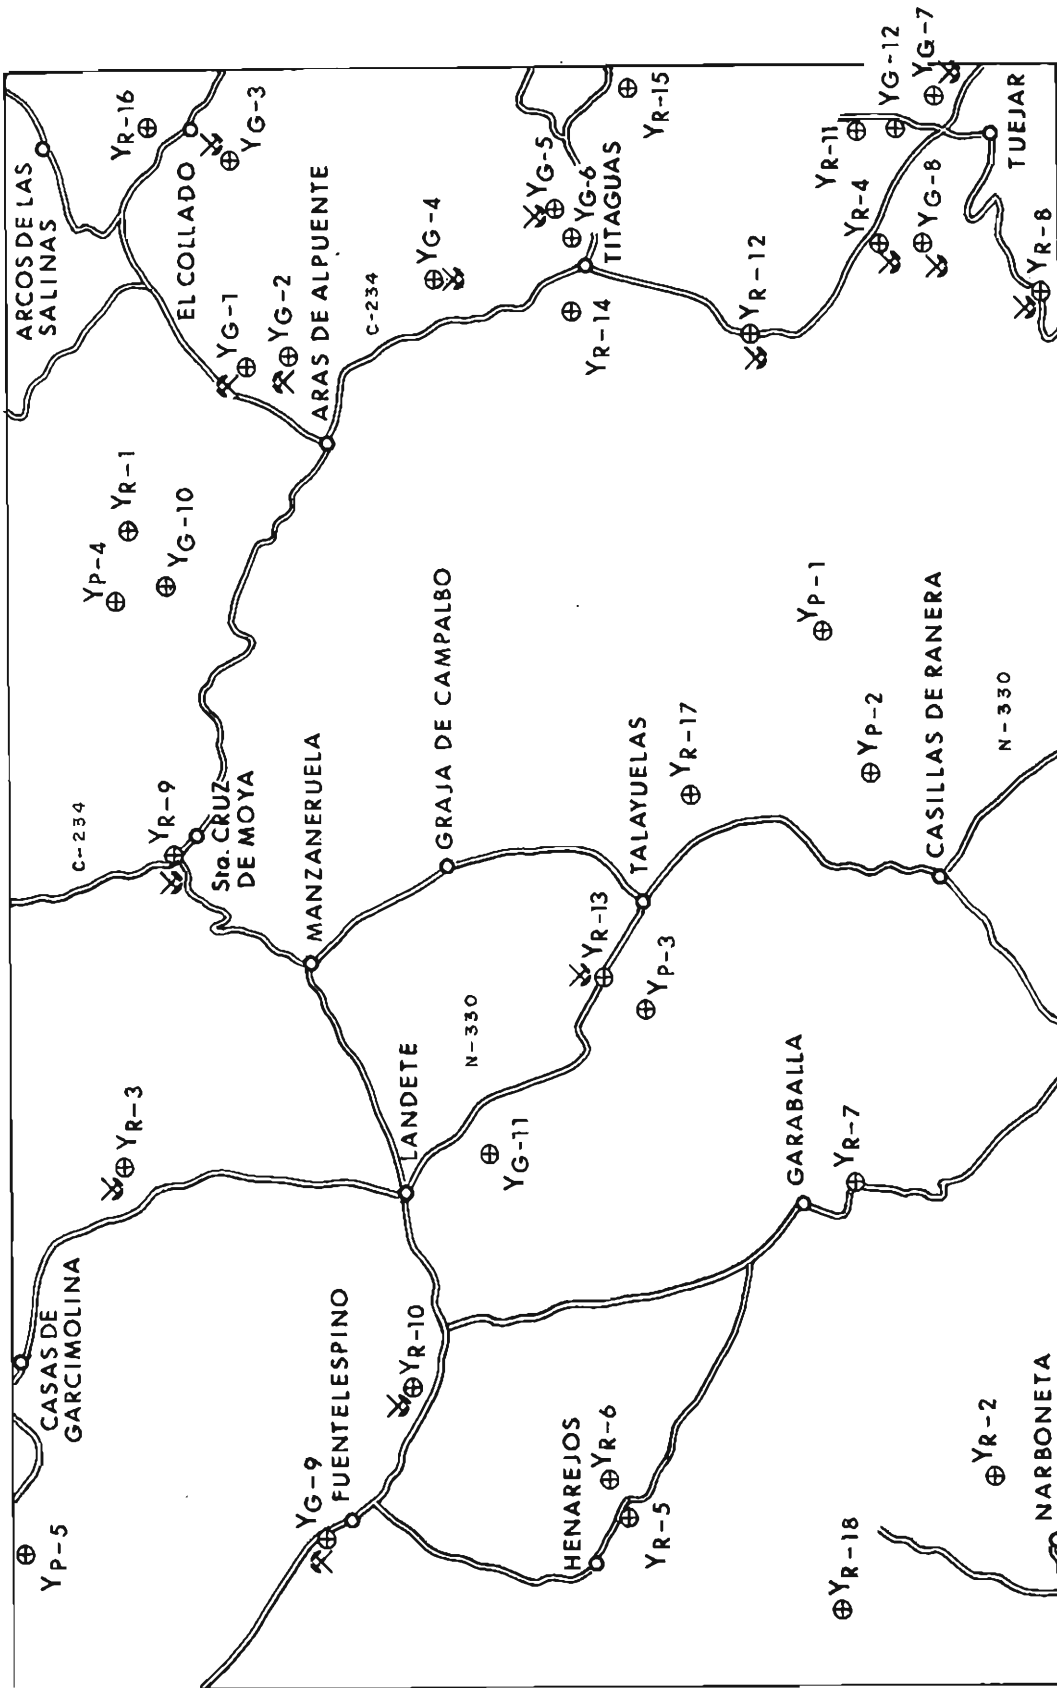 YP-5
CASAS DE
GARCIMOLINA
YR-3
C-234
YR-9
Sta. CRUZ
DE MOYA
YP-4
YR-1
YG-10
ARCOS DE LAS
SALINAS
YR-16
EL COLLADO
YG-3
YG-1
YG-2
ARAS DE ALPUENTE
C-234
YG-9
FUENTELESPINO
YR-10
LANDETE
MANZANERUELA
N-330
YG-11
GRAJA DE CAMPALBO
YG-4
YG-5
YG-6
TITAGUAS
YR-14
YR-15
HENAREJOS
YR-6
YR-5
YR-13
YP-3
TALAYUELAS
YR-17
YR-12
GARABALLA
YR-7
YP-1
YP-2
YR-18
YR-4
YR-11
YG-12
YG-7
YG-8
CASILLAS DE RANERA
N-330
YR-2
NARBONETA
TUEJAR
YR-8